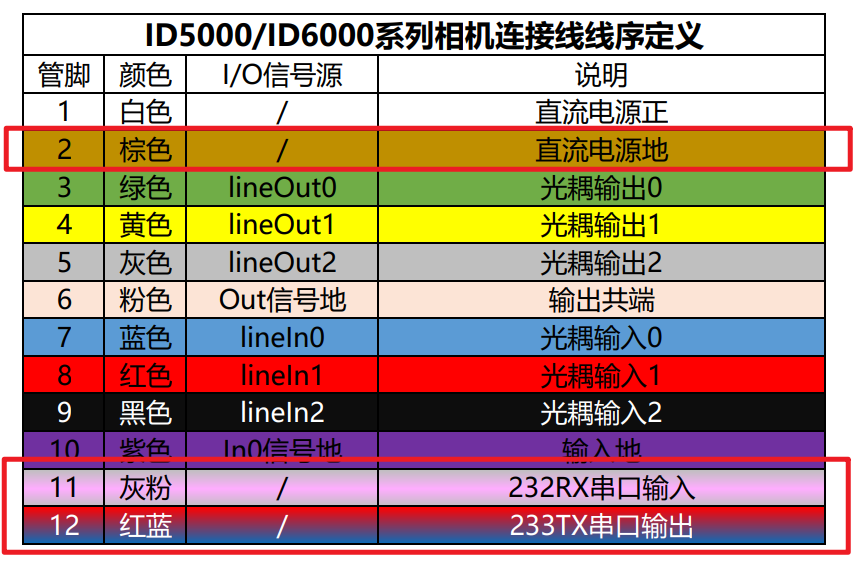 ID5000/ID6000系列相机连接线线序定义
管脚 颜色 I/O信号源 说明
1 白色 / 直流电源正
2 棕色 / 直流电源地
3 绿色 lineOut0 光耦输出0
4 黄色 lineOut1 光耦输出1
5 灰色 lineOut2 光耦输出2
6 粉色 Out信号地 输出共端
7 蓝色 lineIn0 光耦输入0
8 红色 lineIn1 光耦输入1
9 黑色 lineIn2 光耦输入2
10 紫色 In0信号地 输入地
11 灰粉 / 232RX串口输入
12 红蓝 / 233TX串口输出